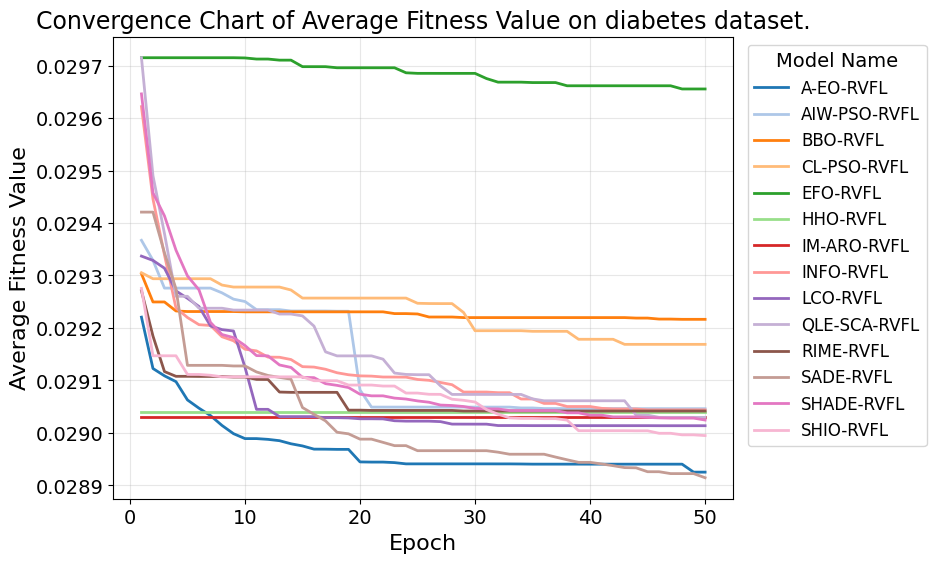 Convergence Chart of Average Fitness Value on diabetes dataset.
Average Fitness Value
0.0297
0.0296
0.0295
0.0294
0.0293
0.0292
0.0291
0.0290
0.0289
0
10
20
30
40
50
Epoch
Model Name
A-EO-RVFL
AIW-PSO-RVFL
BBO-RVFL
CL-PSO-RVFL
EFO-RVFL
HHO-RVFL
IM-ARO-RVFL
INFO-RVFL
LCO-RVFL
QLE-SCA-RVFL
RIME-RVFL
SADE-RVFL
SHADE-RVFL
SHIO-RVFL